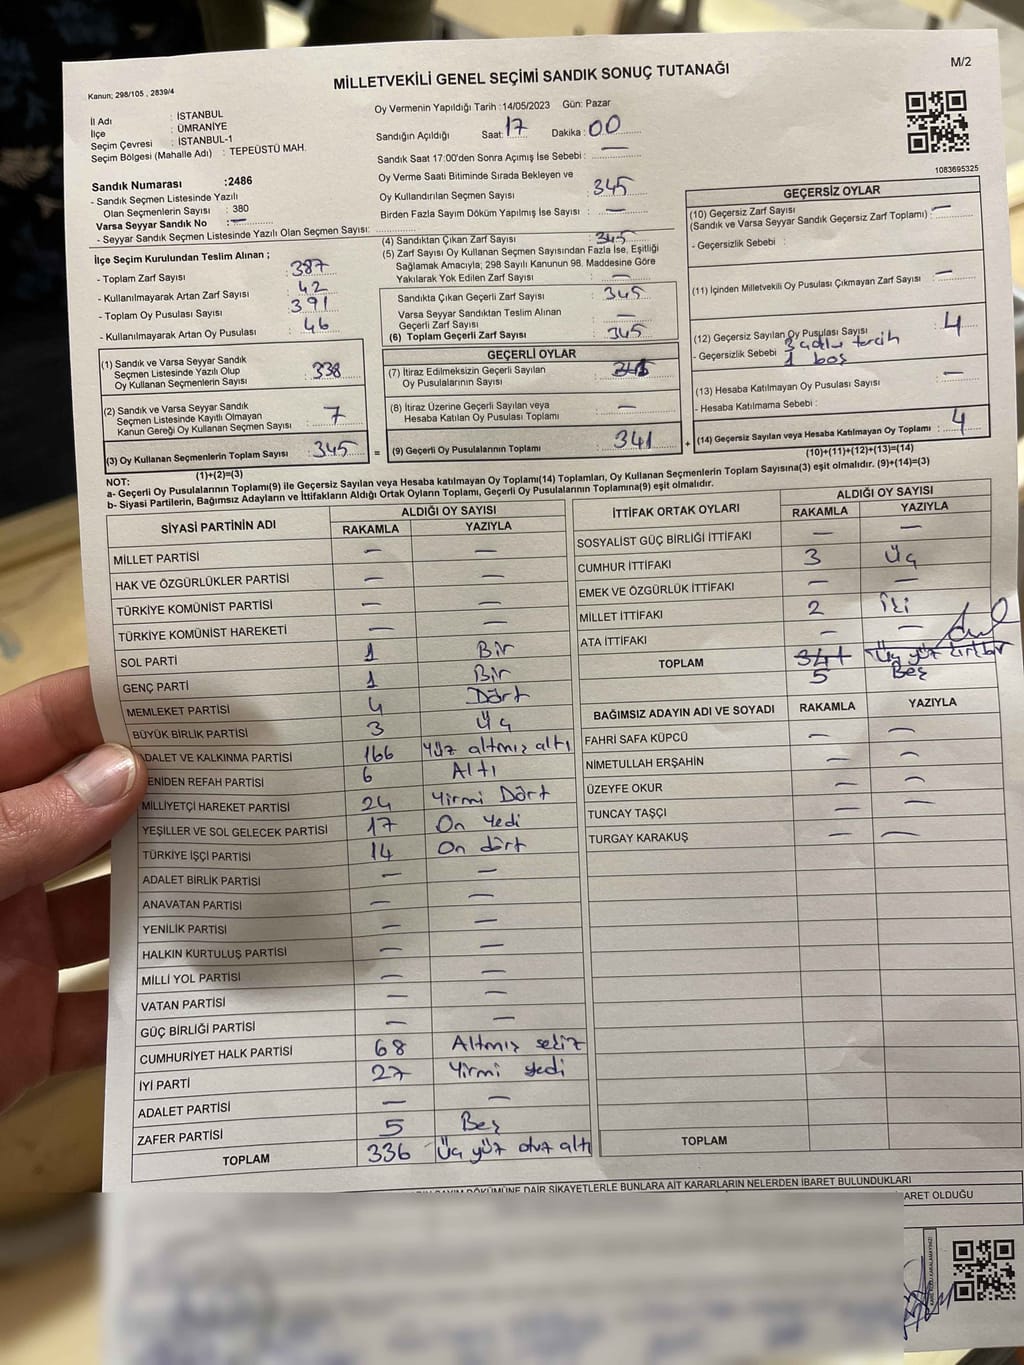 MİLLETVEKİLİ GENEL SEÇİMİ SANDIK SONUÇ TUTANAĞI
M/2
Kanun; 298/105 , 2839/4
İl Adı : İSTANBUL
İlçe : ÜMRANİYE
Seçim Çevresi : İSTANBUL-1
Seçim Bölgesi (Mahalle Adı) : TEPEÜSTÜ MAH.
Sandık Numarası :2486
- Sandık Seçmen Listesinde Yazılı
Olan Seçmenlerin Sayısı : 380
Varsa Seyyar Sandık No : —
- Seyyar Sandık Seçmen Listesinde Yazılı Olan Seçmen Sayısı:
Oy Vermenin Yapıldığı Tarih :14/05/2023 Gün: Pazar
Sandığın Açıldığı Saat: 17 Dakika: 00
Sandık Saat 17:00'den Sonra Açımış İse Sebebi : —
Oy Verme Saati Bitiminde Sırada Bekleyen ve
Oy Kullandırılan Seçmen Sayısı : 345
Birden Fazla Sayım Döküm Yapılmış İse Sayısı : —
1083695325
İlçe Seçim Kurulundan Teslim Alınan ;
- Toplam Zarf Sayısı : 387
- Kullanılmayarak Artan Zarf Sayısı : 42
- Toplam Oy Pusulası Sayısı : 391
- Kullanılmayarak Artan Oy Pusulası : 46
(4) Sandıktan Çıkan Zarf Sayısı : 345
(5) Zarf Sayısı Oy Kullanan Seçmen Sayısından Fazla İse, Eşitliği
Sağlamak Amacıyla; 298 Sayılı Kanunun 98. Maddesine Göre
Yakılarak Yok Edilen Zarf Sayısı : —
Sandıkta Çıkan Geçerli Zarf Sayısı : 345
Varsa Seyyar Sandıktan Teslim Alınan
Geçerli Zarf Sayısı : —
(6) Toplam Geçerli Zarf Sayısı : 345
GEÇERSİZ OYLAR
(10) Geçersiz Zarf Sayısı : —
(Sandık ve Varsa Seyyar Sandık Geçersiz Zarf Toplamı)
- Geçersizlik Sebebi :
(11) İçinden Milletvekili Oy Pusulası Çıkmayan Zarf Sayısı : —
(12) Geçersiz Sayılan Oy Pusulası Sayısı : 4
- Geçersizlik Sebebi : 3 adlı tercih
1 boş
(13) Hesaba Katılmayan Oy Pusulası Sayısı : —
- Hesaba Katılmama Sebebi :
(14) Geçersiz Sayılan veya Hesaba Katılmayan Oy Toplamı : 4
(10)+(11)+(12)+(13)=(14)
(1) Sandık ve Varsa Seyyar Sandık
Seçmen Listesinde Yazılı Olup
Oy Kullanan Seçmenlerin Sayısı : 338
(2) Sandık ve Varsa Seyyar Sandık
Seçmen Listesinde Kayıtlı Olmayan
Kanun Gereği Oy Kullanan Seçmen Sayısı : 7
(3) Oy Kullanan Seçmenlerin Toplam Sayısı : 345
(1)+(2)=(3)
GEÇERLİ OYLAR
(7) İtiraz Edilmeksizin Geçerli Sayılan
Oy Pusulalarının Sayısı : 341
(8) İtiraz Üzerine Geçerli Sayılan veya
Hesaba Katılan Oy Pusulası Toplamı : —
= (9) Geçerli Oy Pusulalarının Toplamı : 341 +
NOT:
a- Geçerli Oy Pusulalarının Toplamı(9) ile Geçersiz Sayılan veya Hesaba katılmayan Oy Toplamı(14) Toplamları, Oy Kullanan Seçmenlerin Toplam Sayısına(3) eşit olmalıdır. (9)+(14)=(3)
b- Siyasi Partilerin, Bağımsız Adayların ve İttifakların Aldığı Ortak Oyların Toplamı, Geçerli Oy Pusulalarının Toplamına(9) eşit olmalıdır.
SİYASİ PARTİNİN ADI ALDIĞI OY SAYISI
RAKAMLA YAZIYLA
MİLLET PARTİSİ — —
HAK VE ÖZGÜRLÜKLER PARTİSİ — —
TÜRKİYE KOMÜNİST PARTİSİ — —
TÜRKİYE KOMÜNİST HAREKETİ — —
SOL PARTİ 1 Bir
GENÇ PARTİ 1 Bir
MEMLEKET PARTİSİ 4 Dört
BÜYÜK BİRLİK PARTİSİ 3 Üç
ADALET VE KALKINMA PARTİSİ 166 Yüz altmış altı
YENİDEN REFAH PARTİSİ 6 Altı
MİLLİYETÇİ HAREKET PARTİSİ 24 Yirmi Dört
YEŞİLLER VE SOL GELECEK PARTİSİ 17 On yedi
TÜRKİYE İŞÇİ PARTİSİ 14 On dört
ADALET BİRLİK PARTİSİ — —
ANAVATAN PARTİSİ — —
YENİLİK PARTİSİ — —
HALKIN KURTULUŞ PARTİSİ — —
MİLLİ YOL PARTİSİ — —
VATAN PARTİSİ — —
GÜÇ BİRLİĞİ PARTİSİ — —
CUMHURİYET HALK PARTİSİ 68 Altmış sekiz
İYİ PARTİ 27 Yirmi yedi
ADALET PARTİSİ — —
ZAFER PARTİSİ 5 Beş
TOPLAM 336 Üç yüz otuz altı
İTTİFAK ORTAK OYLARI ALDIĞI OY SAYISI
RAKAMLA YAZIYLA
SOSYALİST GÜÇ BİRLİĞİ İTTİFAKI — —
CUMHUR İTTİFAKI 3 Üç
EMEK VE ÖZGÜRLÜK İTTİFAKI — —
MİLLET İTTİFAKI 2 İki
ATA İTTİFAKI — —
TOPLAM 341 Üç yüz kırk bir
5 Beş
BAĞIMSIZ ADAYIN ADI VE SOYADI RAKAMLA YAZIYLA
FAHRİ SAFA KÜPCÜ — —
NİMETULLAH ERŞAHİN — —
ÜZEYFE OKUR — —
TUNCAY TAŞÇI — —
TURGAY KARAKUŞ — —
TOPLAM
SAYIM DÖKÜMÜNE DAİR ŞİKAYETLERLE BUNLARA AİT KARARLARIN NELERDEN İBARET BULUNDUKLARI
ARET OLDUĞU